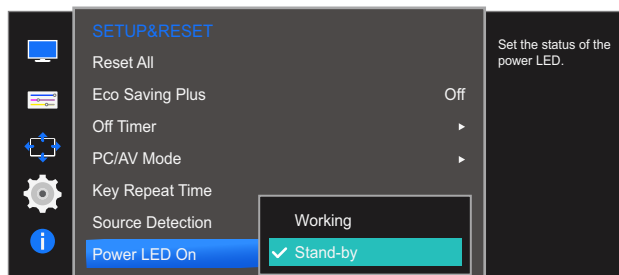 SETUP&RESET
Reset All
Eco Saving Plus Off
Off Timer
PC/AV Mode
Key Repeat Time
Source Detection
Power LED On
Working
Stand-by
Set the status of the
power LED.